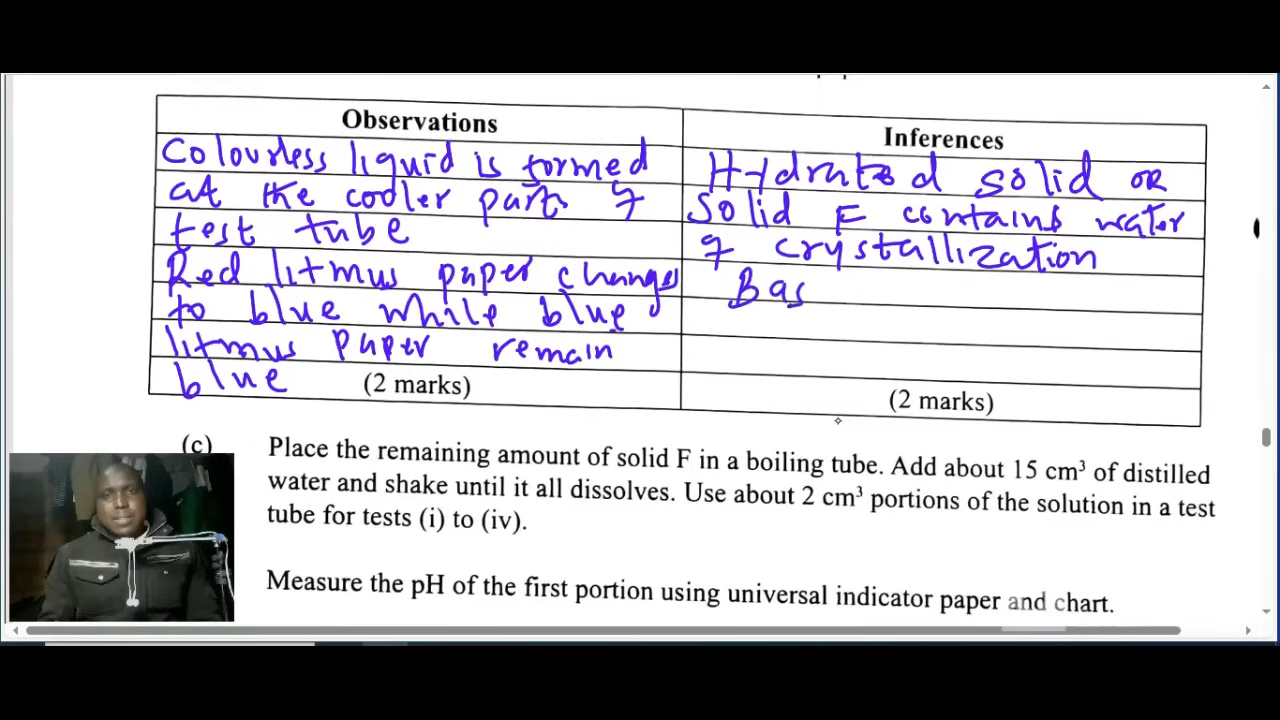 Observations
Inferences
Colourless liquid is formed
at the cooler part of
test tube
Red litmus paper changes
to blue while blue
litmus paper remain
blue (2 marks)
Hydrated solid or
Solid F contains water
of crystallization
Bas
(2 marks)
(c) Place the remaining amount of solid F in a boiling tube. Add about 15 cm³ of distilled
water and shake until it all dissolves. Use about 2 cm³ portions of the solution in a test
tube for tests (i) to (iv).
Measure the pH of the first portion using universal indicator paper and chart.